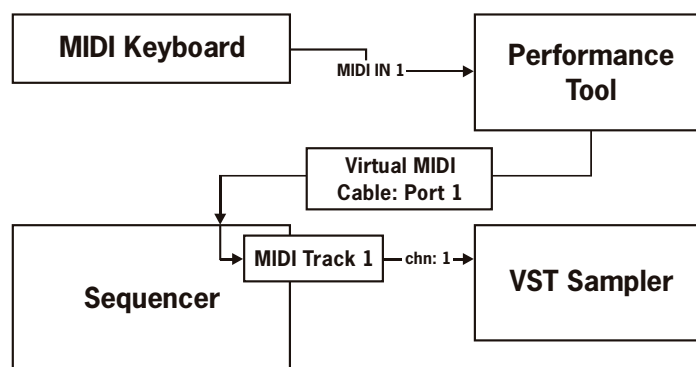 MIDI Keyboard
MIDI IN 1
Performance
Tool
Virtual MIDI
Cable: Port 1
Sequencer
MIDI Track 1
chn: 1
VST Sampler